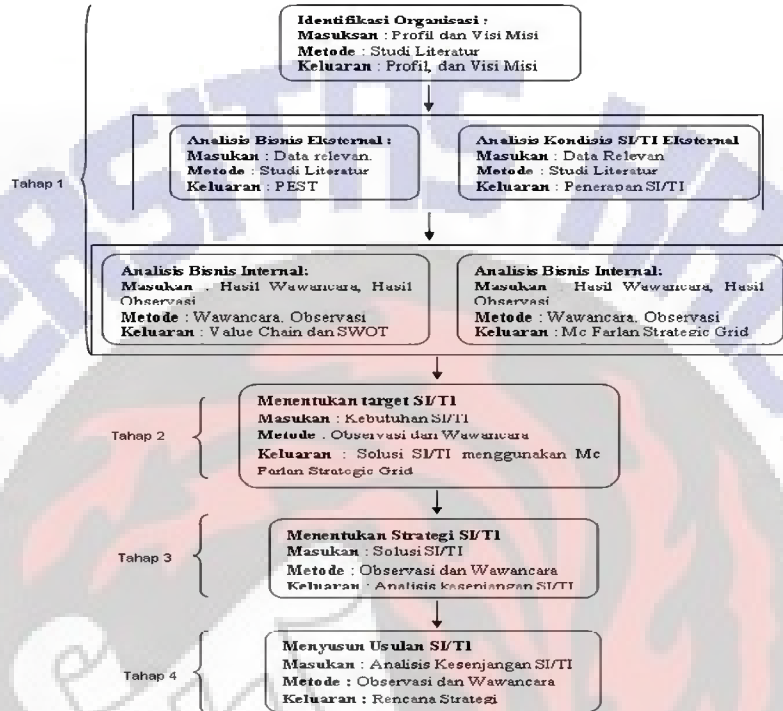 Identifikasi Organisasi :
Masuksan : Profil dan Visi Misi
Metode : Studi Literatur
Keluaran : Profil, dan Visi Misi
Tahap 1
Analisis Bisnis Eksternal :
Masukan : Data relevan.
Metode : Studi Literatur
Keluaran : PEST
Analisis Kondisis SI/TI Eksternal
Masukan : Data Relevan
Metode : Studi Literatur
Keluaran : Penerapan SI/TI
Analisis Bisnis Internal:
Masukan : Hasil Wawancara, Hasil
Observasi
Metode : Wawancara, Observasi
Keluaran : Value Chain dan SWOT
Analisis Bisnis Internal:
Masukan : Hasil Wawancara, Hasil
Observasi
Metode : Wawancara, Observasi
Keluaran : Mc Farlan Strategic Grid
Tahap 2
Menentukan target SI/TI
Masukan : Kebutuhan SI/TI
Metode : Observasi dan Wawancara
Keluaran : Solusi SI/TI menggunakan Mc
Farlan Strategic Grid
Tahap 3
Menentukan Strategi SI/TI
Masukan : Solusi SI/TI
Metode : Observasi dan Wawancara
Keluaran : Analisis kesenjangan SI/TI
Tahap 4
Menyusun Usulan SI/TI
Masukan : Analisis Kesenjangan SI/TI
Metode : Observasi dan Wawancara
Keluaran : Rencana Strategi